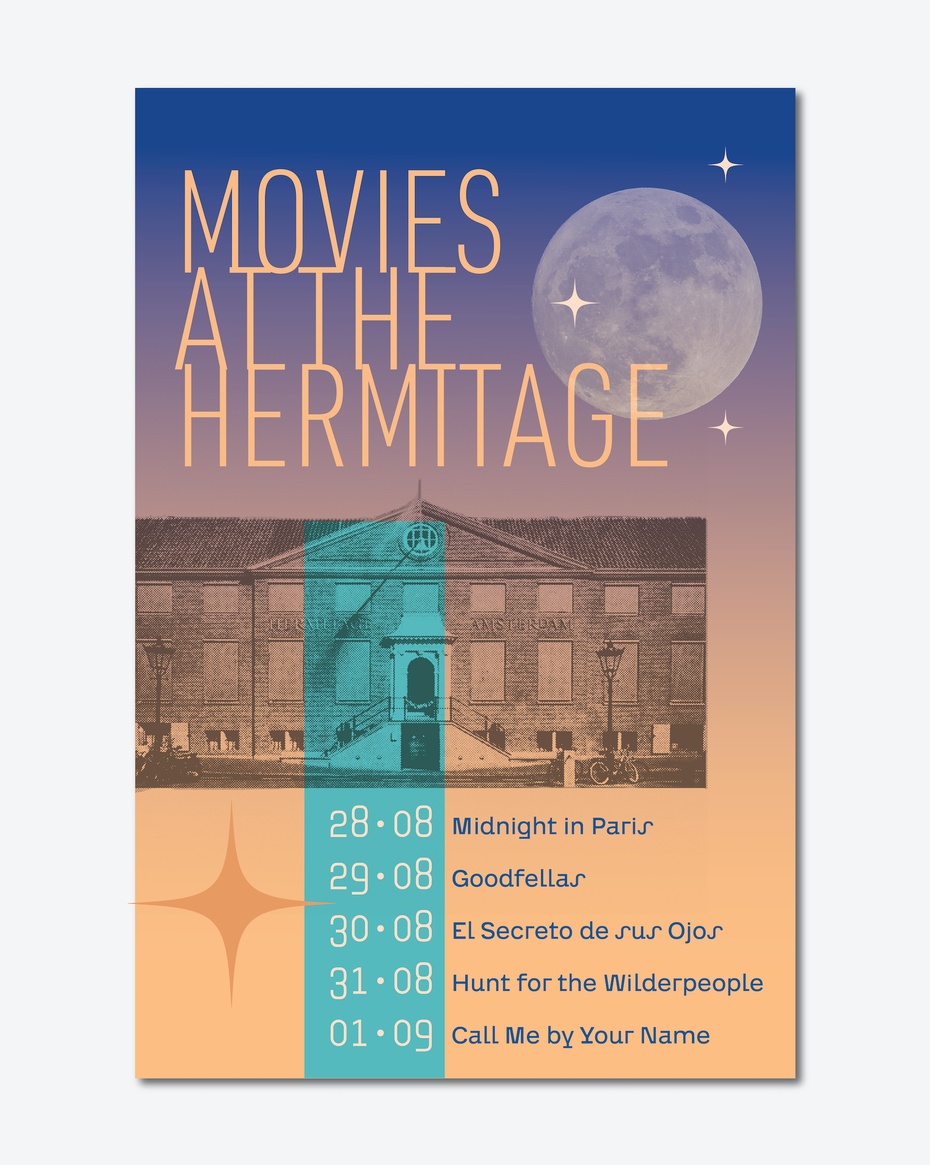 MOVIES
AT THE
HERMITAGE
HERMITAGE AMSTERDAM
28•08 Midnight in Paris
29•08 Goodfellas
30•08 El Secreto de sus Ojos
31•08 Hunt for the Wilderpeople
01•09 Call Me by Your Name